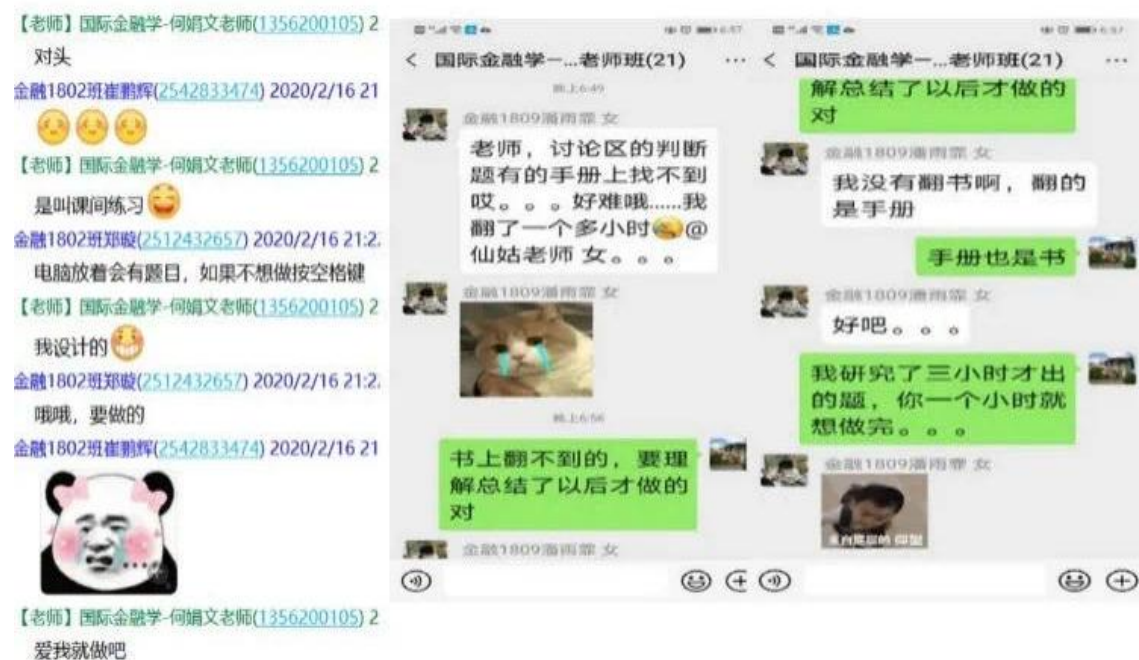 【老师】国际金融学-何娟文老师(1356200105) 2
对头
金融1802班崔鹏辉(2542833474) 2020/2/16 21
【老师】国际金融学-何娟文老师(1356200105) 2
是叫课间练习
金融1802班郑璇(2512432657) 2020/2/16 21:2
电脑放着会有题目，如果不想做按空格键
【老师】国际金融学-何娟文老师(1356200105) 2
我设计的
金融1802班郑璇(2512432657) 2020/2/16 21:2
哦哦，要做的
金融1802班崔鹏辉(2542833474) 2020/2/16 21
【老师】国际金融学-何娟文老师(1356200105) 2
爱我就做吧
6:57
国际金融学一...老师班(21)
晚上6:49
金融1809潘雨霏 女
老师，讨论区的判断
题有的手册上找不到
哎。。。好难哦......我
翻了一个多小时@
仙姑老师 女。。。
金融1809潘雨霏 女
晚上6:56
书上翻不到的，要理
解总结了以后才做的
对
金融1809潘雨霏 女
6:57
国际金融学一...老师班(21)
解总结了以后才做的
对
金融1809潘雨霏 女
我没有翻书啊，翻的
是手册
手册也是书
金融1809潘雨霏 女
好吧。。。
我研究了三小时才出
的题，你一个小时就
想做完。。。
金融1809潘雨霏 女